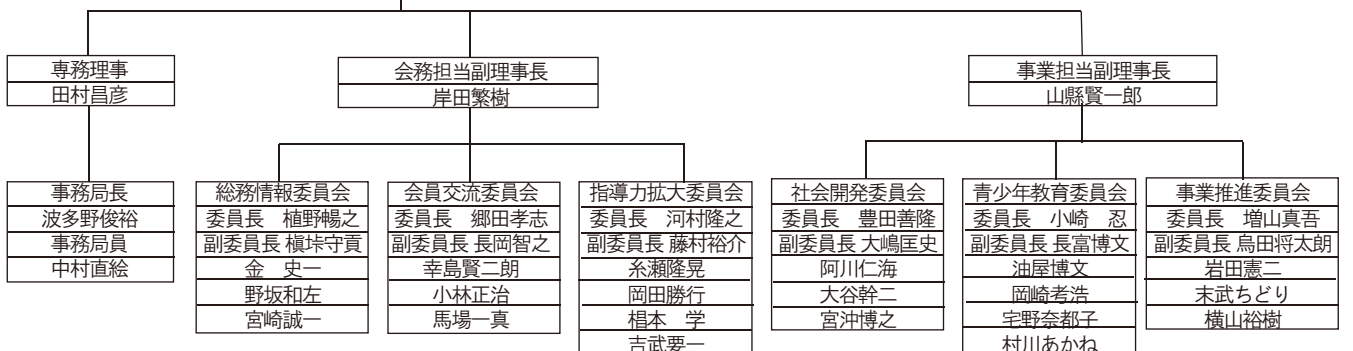 専務理事
田村昌彦
会務担当副理事長
岸田繁樹
事業担当副理事長
山縣賢一郎
事務局長
波多野俊裕
事務局員
中村直絵
総務情報委員会
委員長　植野暢之
副委員長 槇垰守貢
金　史一
野坂和左
宮崎誠一
会員交流委員会
委員長　郷田孝志
副委員長 長岡智之
幸島賢二朗
小林正治
馬場一真
指導力拡大委員会
委員長　河村隆之
副委員長 藤村裕介
糸瀬隆晃
岡田勝行
椙本　学
吉武要一
社会開発委員会
委員長　豊田善隆
副委員長 大嶋匡史
阿川仁海
大谷幹二
宮沖博之
青少年教育委員会
委員長　小崎　忍
副委員長 長富博文
油屋博文
岡崎考浩
宅野奈都子
村川あかね
事業推進委員会
委員長　増山真吾
副委員長 烏田将太朗
岩田憲二
末武ちどり
横山裕樹